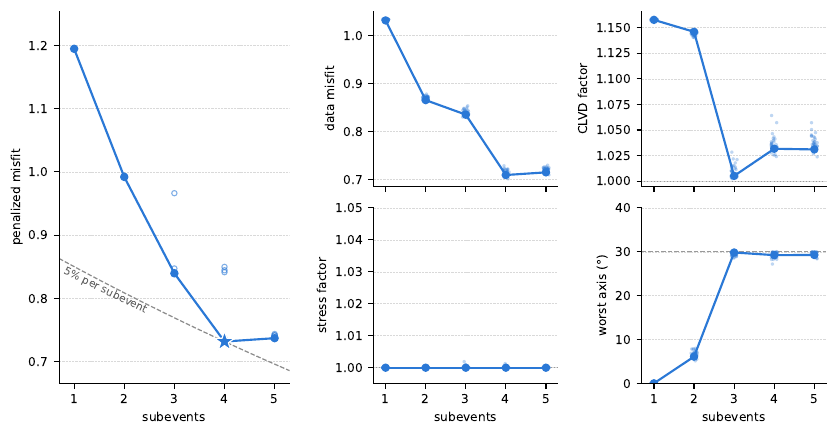 penalized misfit
1.2
1.1
1.0
0.9
0.8
0.7
5% per subevent
1 2 3 4 5
subevents
data misfit
1.0
0.9
0.8
0.7
CLVD factor
1.150
1.125
1.100
1.075
1.050
1.025
1.000
stress factor
1.05
1.04
1.03
1.02
1.01
1.00
1 2 3 4 5
subevents
worst axis (°)
40
30
20
10
0
1 2 3 4 5
subevents